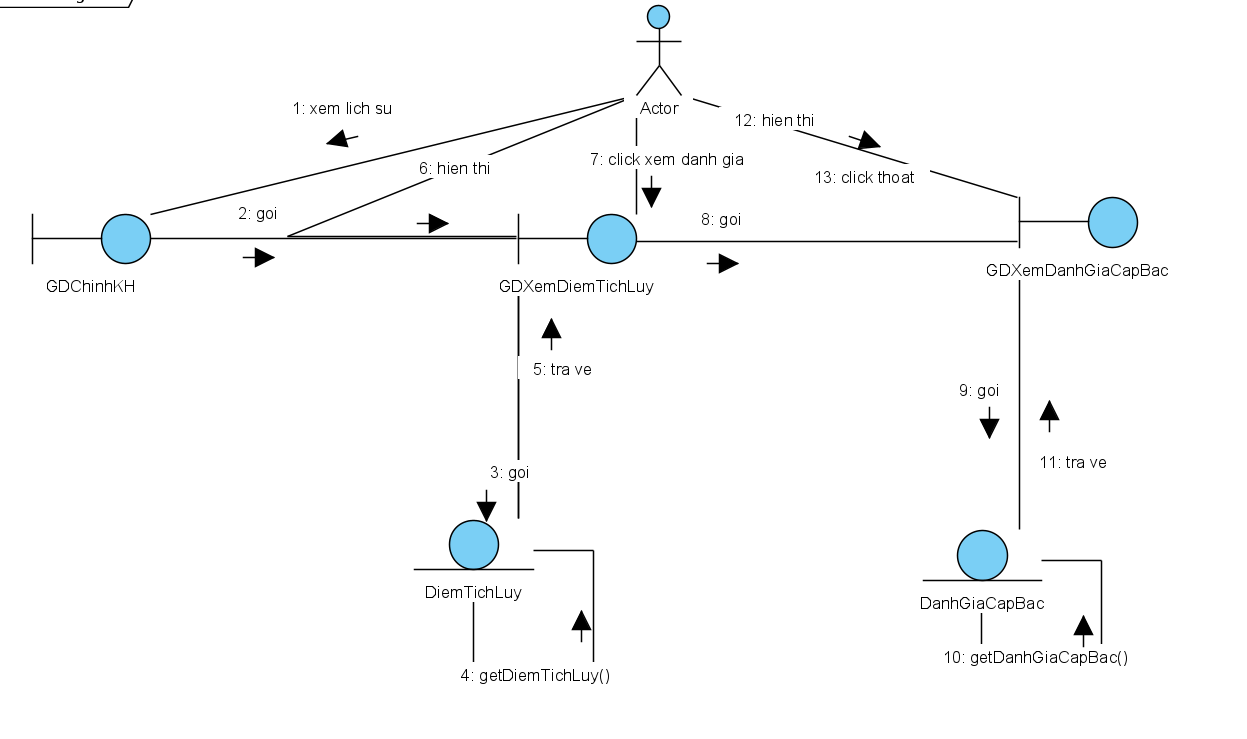 Actor
1: xem lich su
12: hien thi
7: click xem danh gia
6: hien thi
13: click thoat
2: goi
8: goi
GDXemDanhGiaCapBac
GDChinhKH
GDXemDiemTichLuy
5: tra ve
9: goi
11: tra ve
3: goi
DiemTichLuy
DanhGiaCapBac
10: getDanhGiaCapBac()
4: getDiemTichLuy()